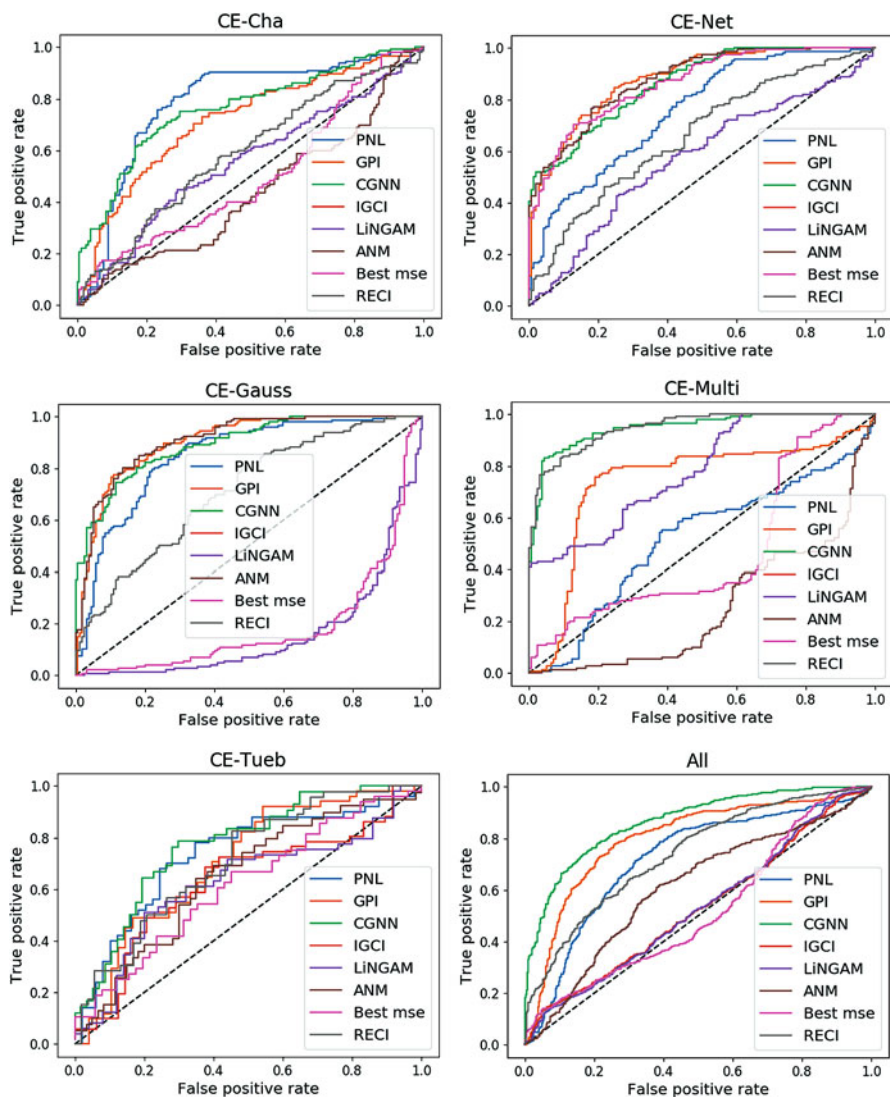 CE-Cha
1.0
0.8
0.6
0.4
0.2
0.0
True positive rate
PNL
GPI
CGNN
IGCI
LiNGAM
ANM
Best mse
RECI
0.0 0.2 0.4 0.6 0.8 1.0
False positive rate
CE-Net
1.0
0.8
0.6
0.4
0.2
0.0
True positive rate
PNL
GPI
CGNN
IGCI
LiNGAM
ANM
Best mse
RECI
0.0 0.2 0.4 0.6 0.8 1.0
False positive rate
CE-Gauss
1.0
0.8
0.6
0.4
0.2
0.0
True positive rate
PNL
GPI
CGNN
IGCI
LiNGAM
ANM
Best mse
RECI
0.0 0.2 0.4 0.6 0.8 1.0
False positive rate
CE-Multi
1.0
0.8
0.6
0.4
0.2
0.0
True positive rate
PNL
GPI
CGNN
IGCI
LiNGAM
ANM
Best mse
RECI
0.0 0.2 0.4 0.6 0.8 1.0
False positive rate
CE-Tueb
1.0
0.8
0.6
0.4
0.2
0.0
True positive rate
PNL
GPI
CGNN
IGCI
LiNGAM
ANM
Best mse
RECI
0.0 0.2 0.4 0.6 0.8 1.0
False positive rate
All
1.0
0.8
0.6
0.4
0.2
0.0
True positive rate
PNL
GPI
CGNN
IGCI
LiNGAM
ANM
Best mse
RECI
0.0 0.2 0.4 0.6 0.8 1.0
False positive rate